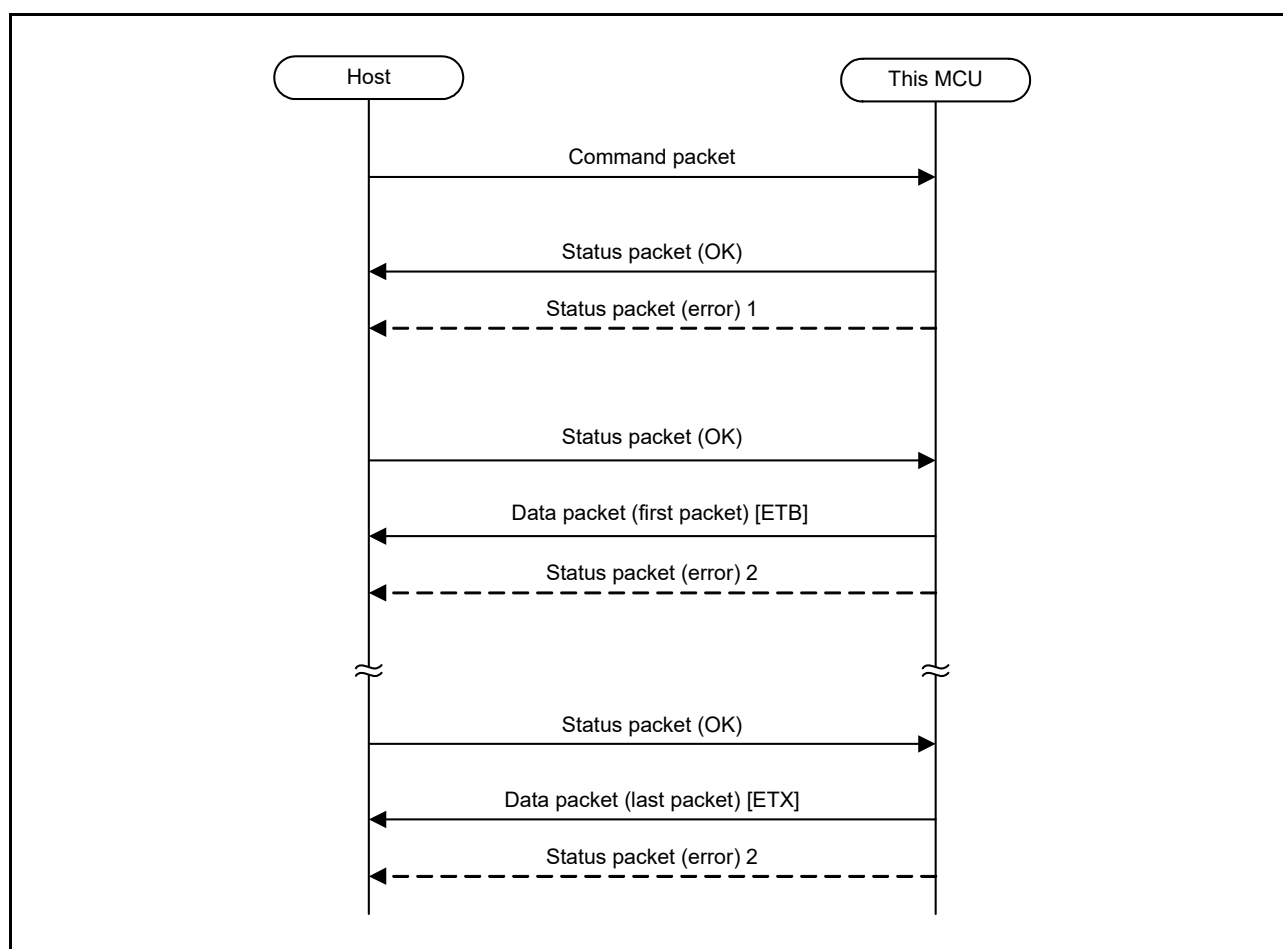 Host
This MCU
Command packet
Status packet (OK)
Status packet (error) 1
Status packet (OK)
Data packet (first packet) [ETB]
Status packet (error) 2
Status packet (OK)
Data packet (last packet) [ETX]
Status packet (error) 2